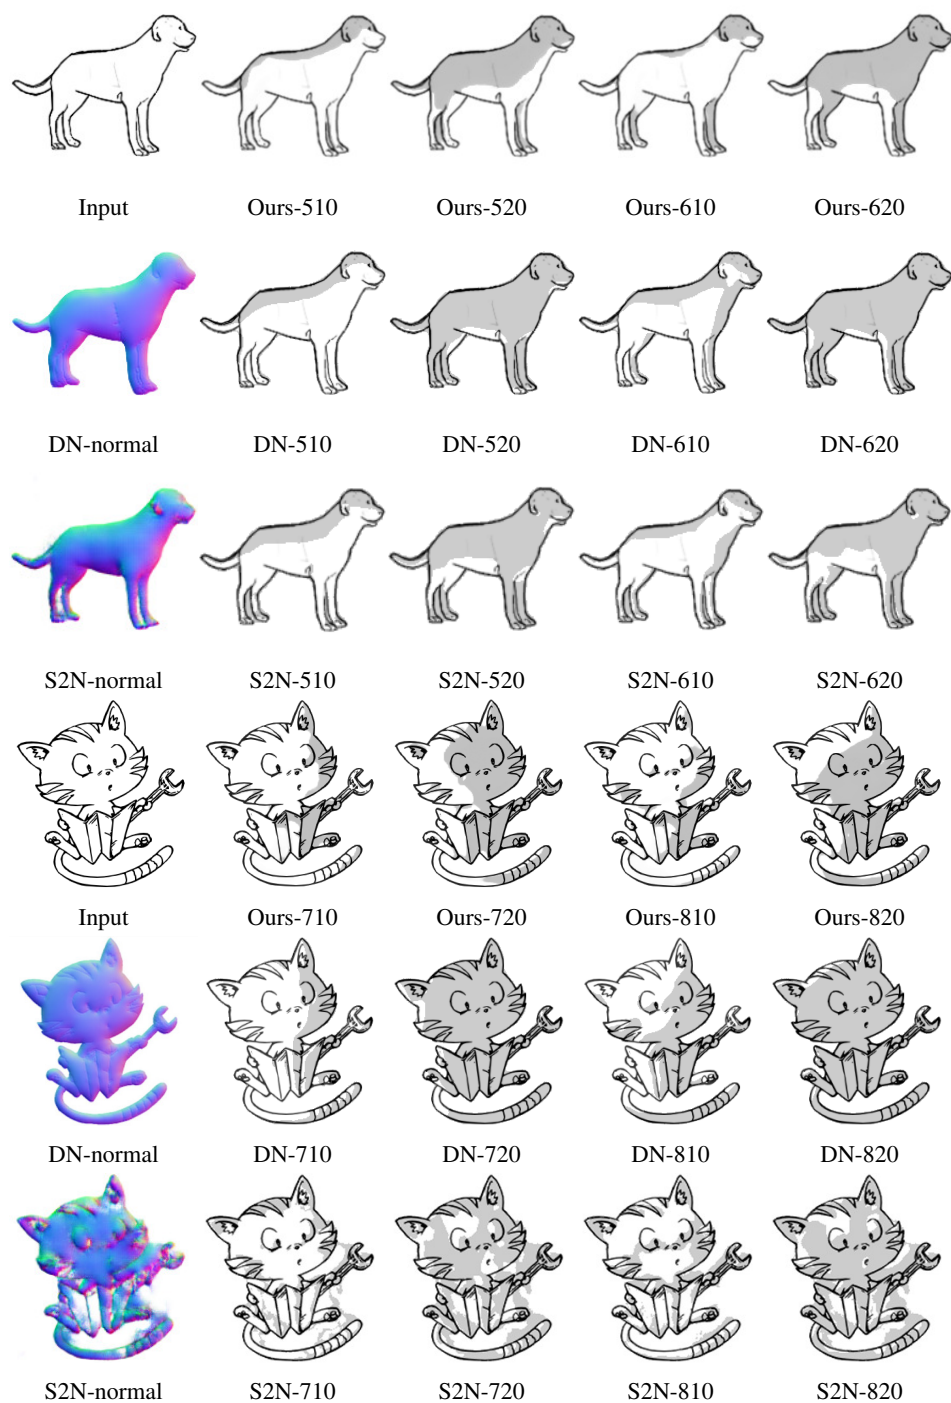 Input Ours-510 Ours-520 Ours-610 Ours-620
DN-normal DN-510 DN-520 DN-610 DN-620
S2N-normal S2N-510 S2N-520 S2N-610 S2N-620
Input Ours-710 Ours-720 Ours-810 Ours-820
DN-normal DN-710 DN-720 DN-810 DN-820
S2N-normal S2N-710 S2N-720 S2N-810 S2N-820